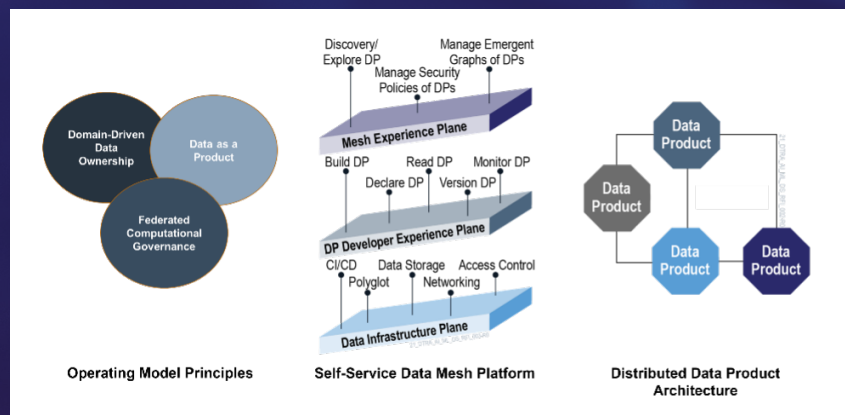 Domain-Driven
Data
Ownership
Data as a
Product
Federated
Computational
Governance
Operating Model Principles
Discovery/
Explore DP
Manage Security
Policies of DPs
Manage Emergent
Graphs of DPs
Mesh Experience Plane
Build DP
Declare DP
Read DP
Version DP
Monitor DP
DP Developer Experience Plane
CI/CD
Polyglot
Data Storage
Networking
Access Control
Data Infrastructure Plane
Self-Service Data Mesh Platform
Data
Product
Data
Product
Data
Product
Data
Product
Distributed Data Product
Architecture